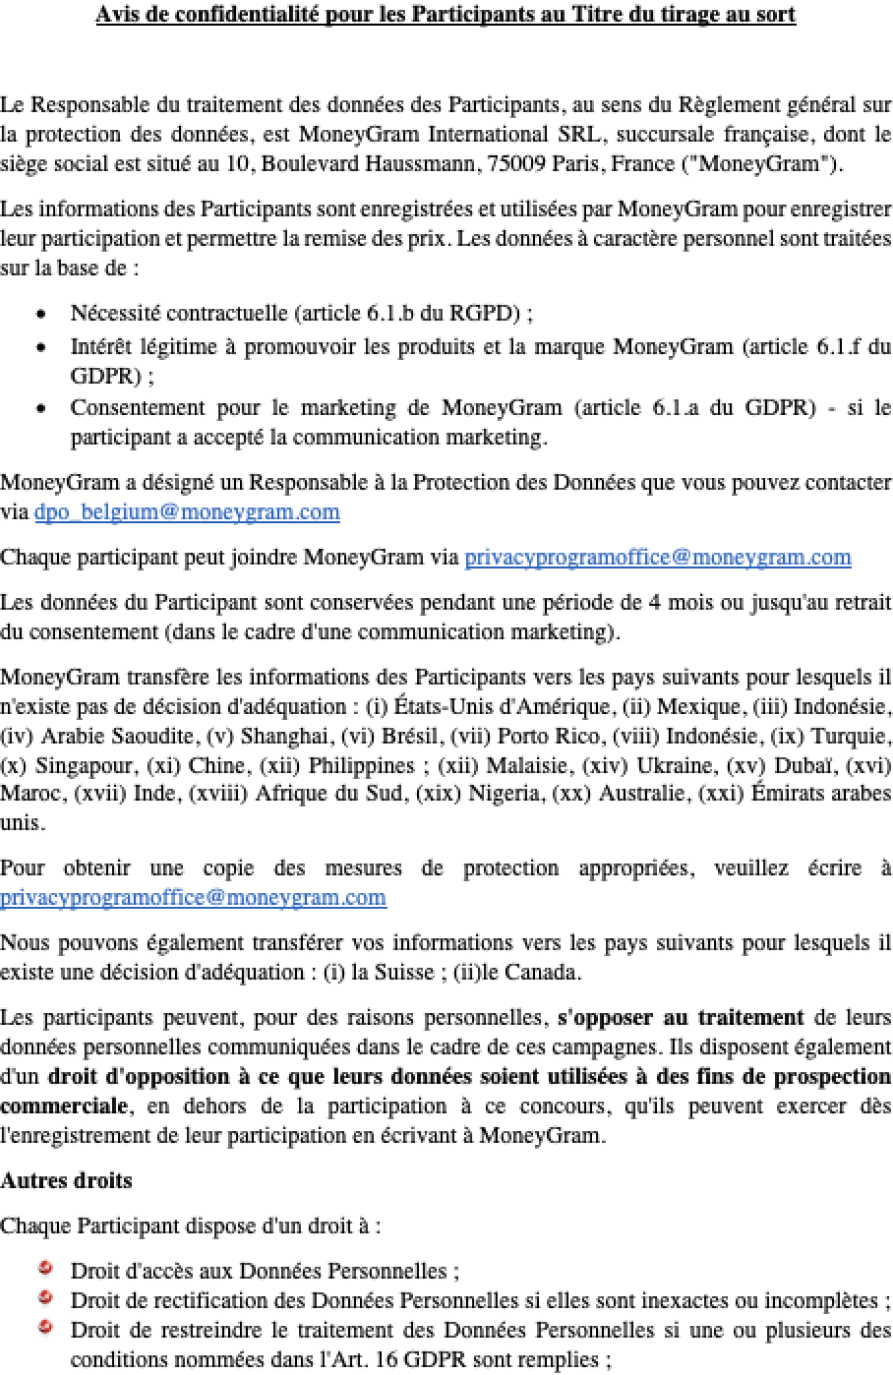 Avis de confidentialité pour les Participants au Titre du tirage au sort
Le Responsable du traitement des données des Participants, au sens du Règlement général sur
la protection des données, est MoneyGram International SRL, succursale française, dont le
siège social est situé au 10, Boulevard Haussmann, 75009 Paris, France ("MoneyGram").
Les informations des Participants sont enregistrées et utilisées par MoneyGram pour enregistrer
leur participation et permettre la remise des prix. Les données à caractère personnel sont traitées
sur la base de :
• Nécessité contractuelle (article 6.1.b du RGPD) ;
• Intérêt légitime à promouvoir les produits et la marque MoneyGram (article 6.1.f du
GDPR) ;
• Consentement pour le marketing de MoneyGram (article 6.1.a du GDPR) - si le
participant a accepté la communication marketing.
MoneyGram a désigné un Responsable à la Protection des Données que vous pouvez contacter
via dpo_belgium@moneygram.com
Chaque participant peut joindre MoneyGram via privacyprogramoffice@moneygram.com
Les données du Participant sont conservées pendant une période de 4 mois ou jusqu'au retrait
du consentement (dans le cadre d'une communication marketing).
MoneyGram transfère les informations des Participants vers les pays suivants pour lesquels il
n'existe pas de décision d'adéquation : (i) États-Unis d'Amérique, (ii) Mexique, (iii) Indonésie,
(iv) Arabie Saoudite, (v) Shanghai, (vi) Brésil, (vii) Porto Rico, (viii) Indonésie, (ix) Turquie,
(x) Singapour, (xi) Chine, (xii) Philippines ; (xii) Malaisie, (xiv) Ukraine, (xv) Dubaï, (xvi)
Maroc, (xvii) Inde, (xviii) Afrique du Sud, (xix) Nigeria, (xx) Australie, (xxi) Émirats arabes
unis.
Pour obtenir une copie des mesures de protection appropriées, veuillez écrire à
privacyprogramoffice@moneygram.com
Nous pouvons également transférer vos informations vers les pays suivants pour lesquels il
existe une décision d'adéquation : (i) la Suisse ; (ii)le Canada.
Les participants peuvent, pour des raisons personnelles, s'opposer au traitement de leurs
données personnelles communiquées dans le cadre de ces campagnes. Ils disposent également
d'un droit d'opposition à ce que leurs données soient utilisées à des fins de prospection
commerciale, en dehors de la participation à ce concours, qu'ils peuvent exercer dès
l'enregistrement de leur participation en écrivant à MoneyGram.
Autres droits
Chaque Participant dispose d'un droit à :
Droit d'accès aux Données Personnelles ;
Droit de rectification des Données Personnelles si elles sont inexactes ou incomplètes ;
Droit de restreindre le traitement des Données Personnelles si une ou plusieurs des
conditions nommées dans l'Art. 16 GDPR sont remplies ;